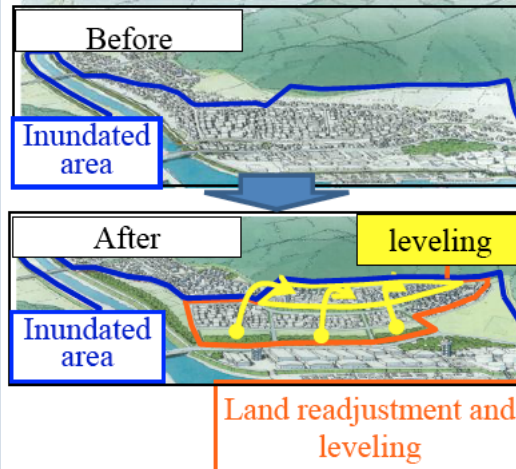 Before
Inundated
area
After
leveling
Inundated
area
Land readjustment and
leveling